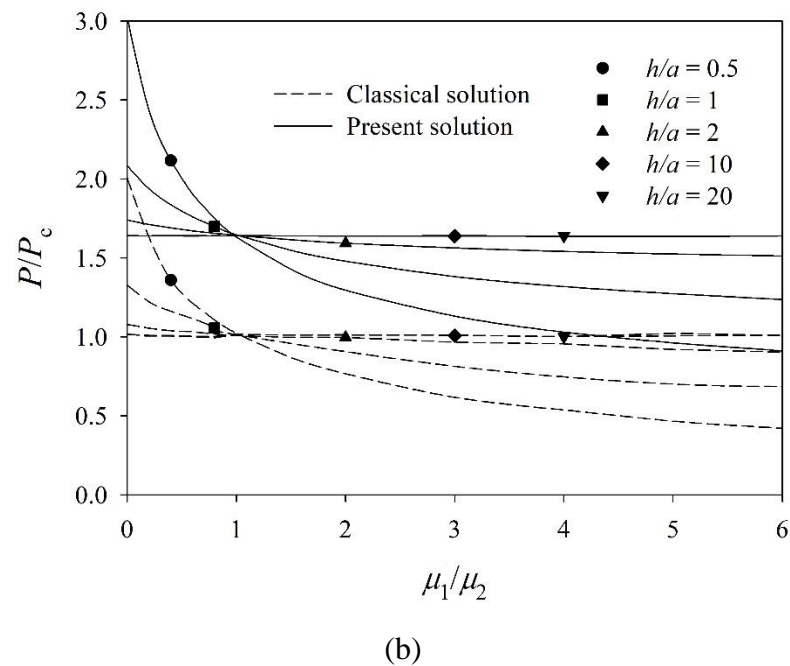 3.0
2.5
2.0
1.5
1.0
0.5
0.0
P/P_c
Classical solution
Present solution
h/a = 0.5
h/a = 1
h/a = 2
h/a = 10
h/a = 20
0 1 2 3 4 5 6
μ₁/μ₂
(b)